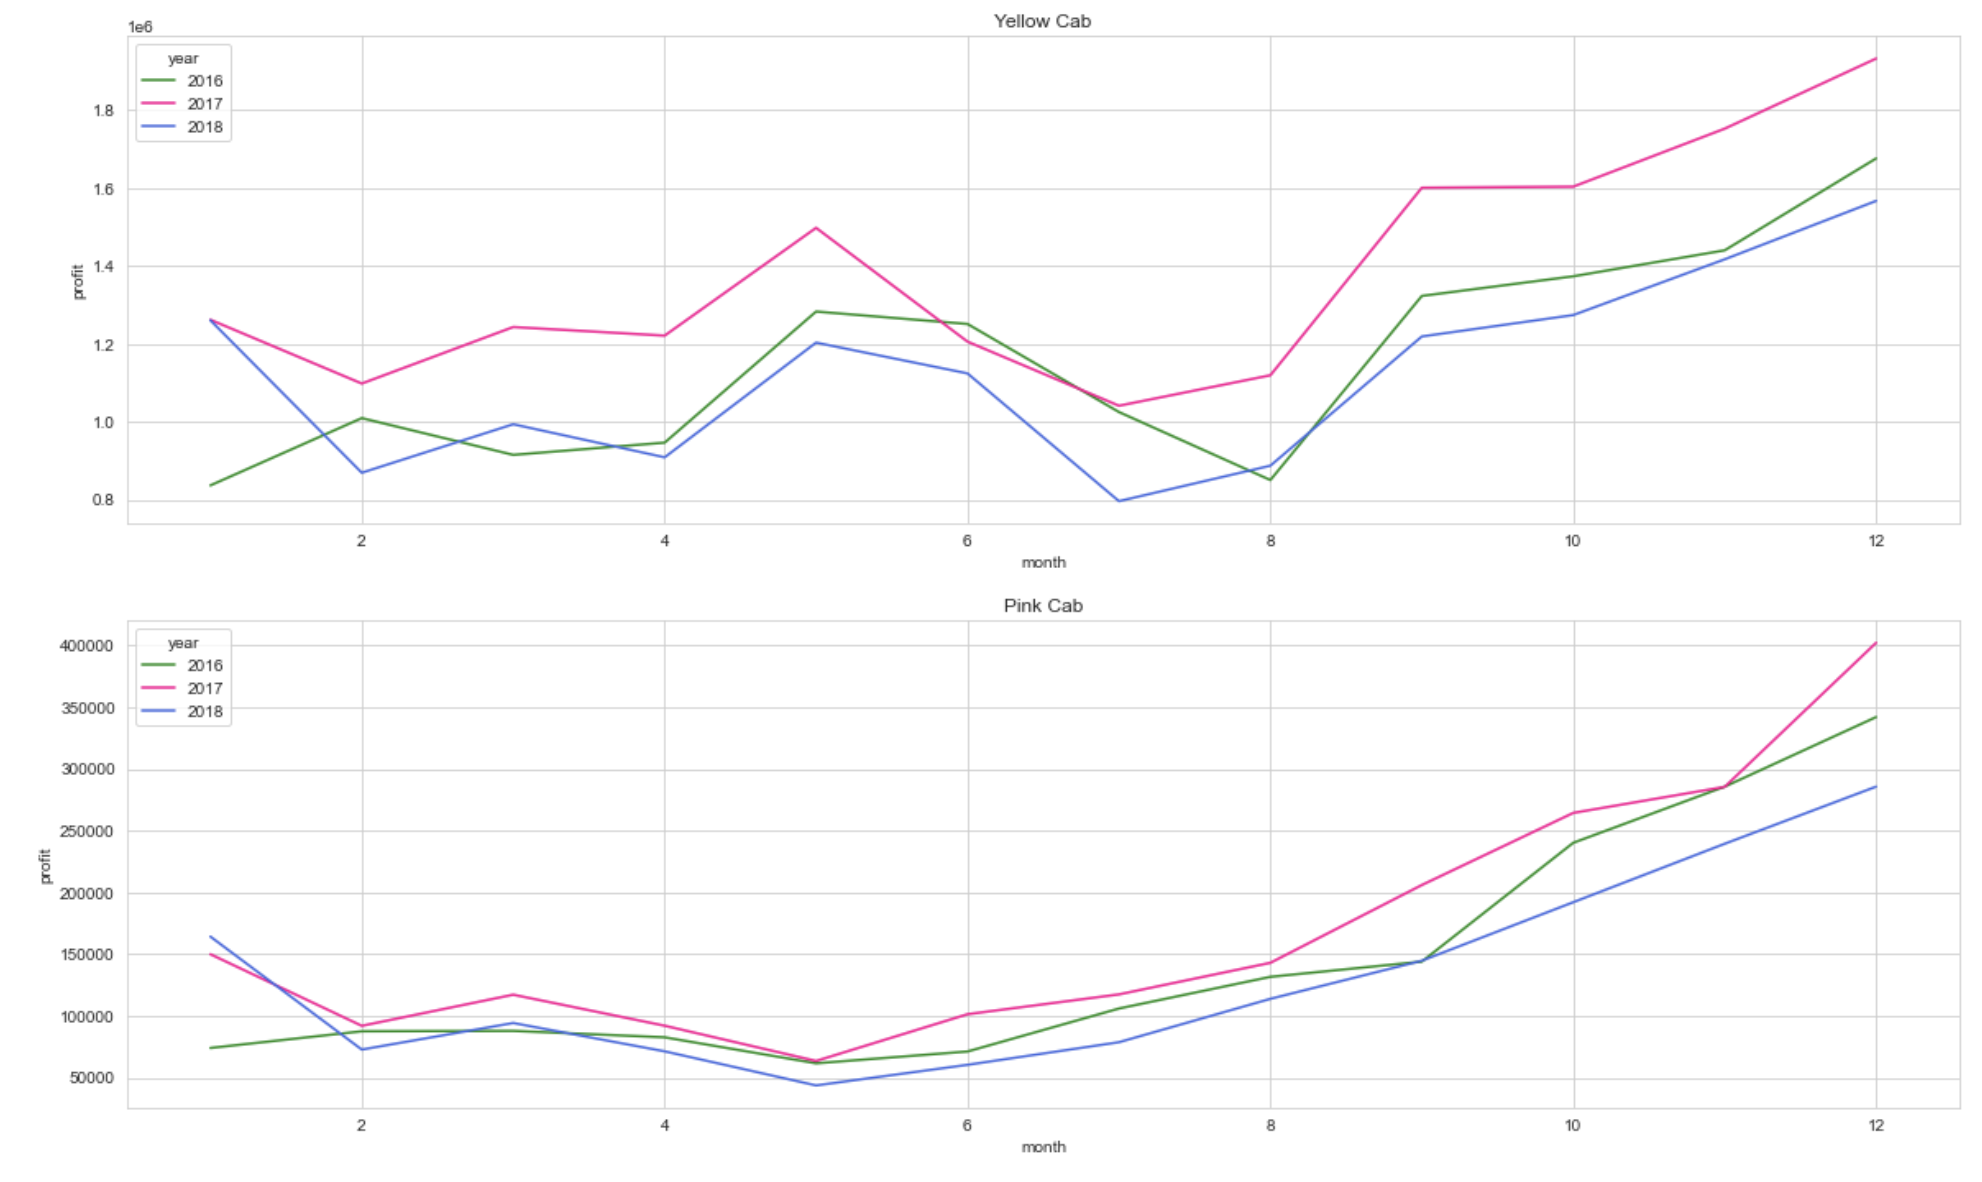 Yellow Cab
1e6
year
2016
2017
2018
1.8
1.6
1.4
1.2
1.0
0.8
profit
2 4 6 8 10 12
month
Pink Cab
year
2016
2017
2018
400000
350000
300000
250000
200000
150000
100000
50000
profit
2 4 6 8 10 12
month